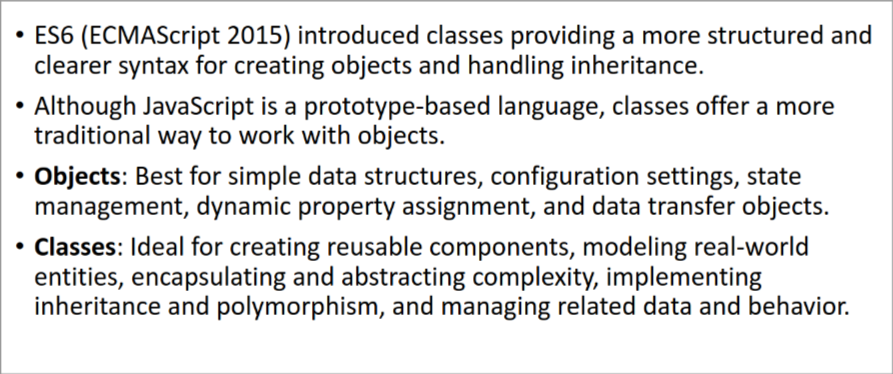 • ES6 (ECMAScript 2015) introduced classes providing a more structured and
clearer syntax for creating objects and handling inheritance.
• Although JavaScript is a prototype-based language, classes offer a more
traditional way to work with objects.
• Objects: Best for simple data structures, configuration settings, state
management, dynamic property assignment, and data transfer objects.
• Classes: Ideal for creating reusable components, modeling real-world
entities, encapsulating and abstracting complexity, implementing
inheritance and polymorphism, and managing related data and behavior.